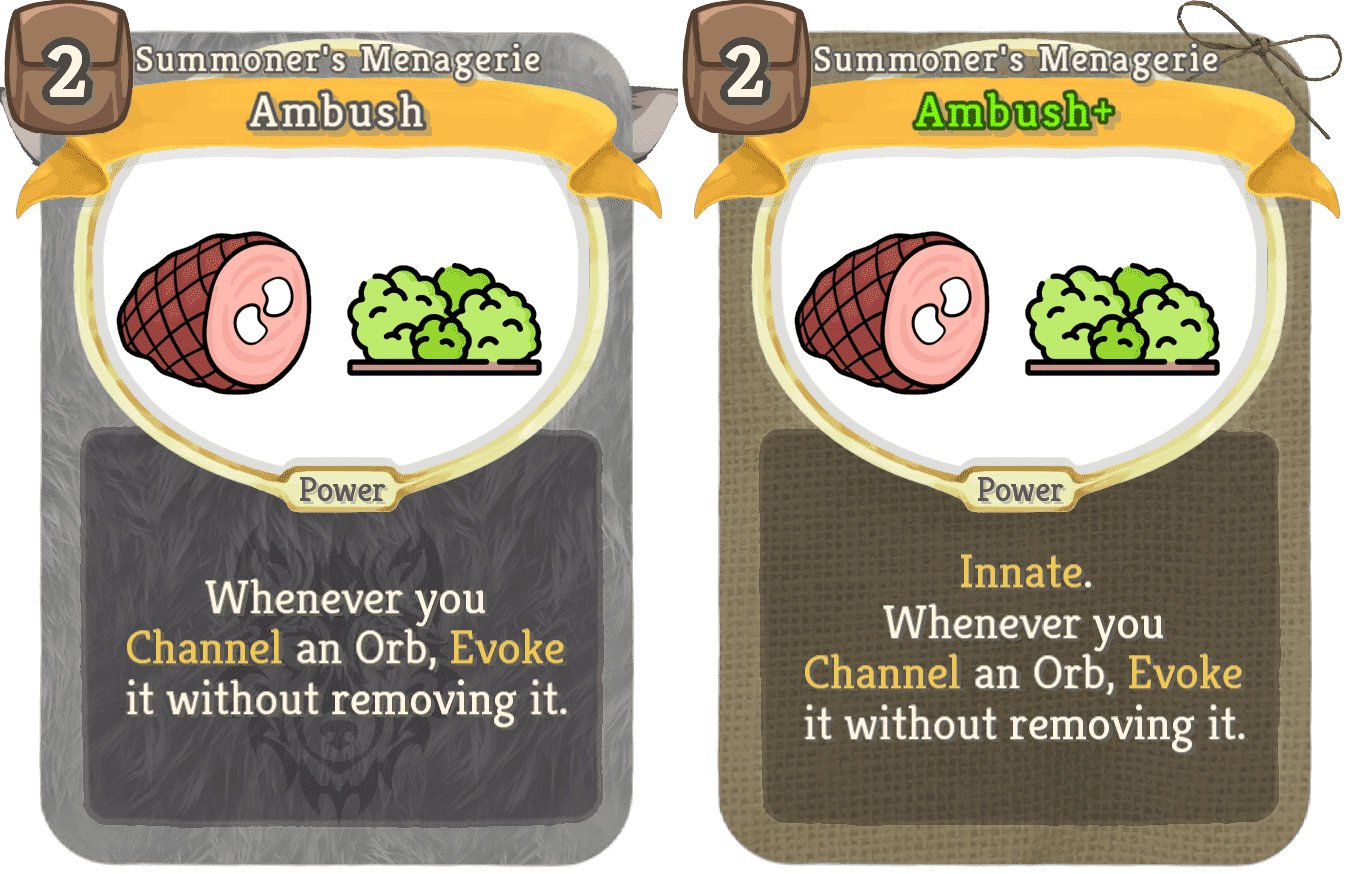 2
Summoner's Menagerie
Ambush
Power
Whenever you
Channel an Orb, Evoke
it without removing it.
2
Summoner's Menagerie
Ambush+
Power
Innate.
Whenever you
Channel an Orb, Evoke
it without removing it.